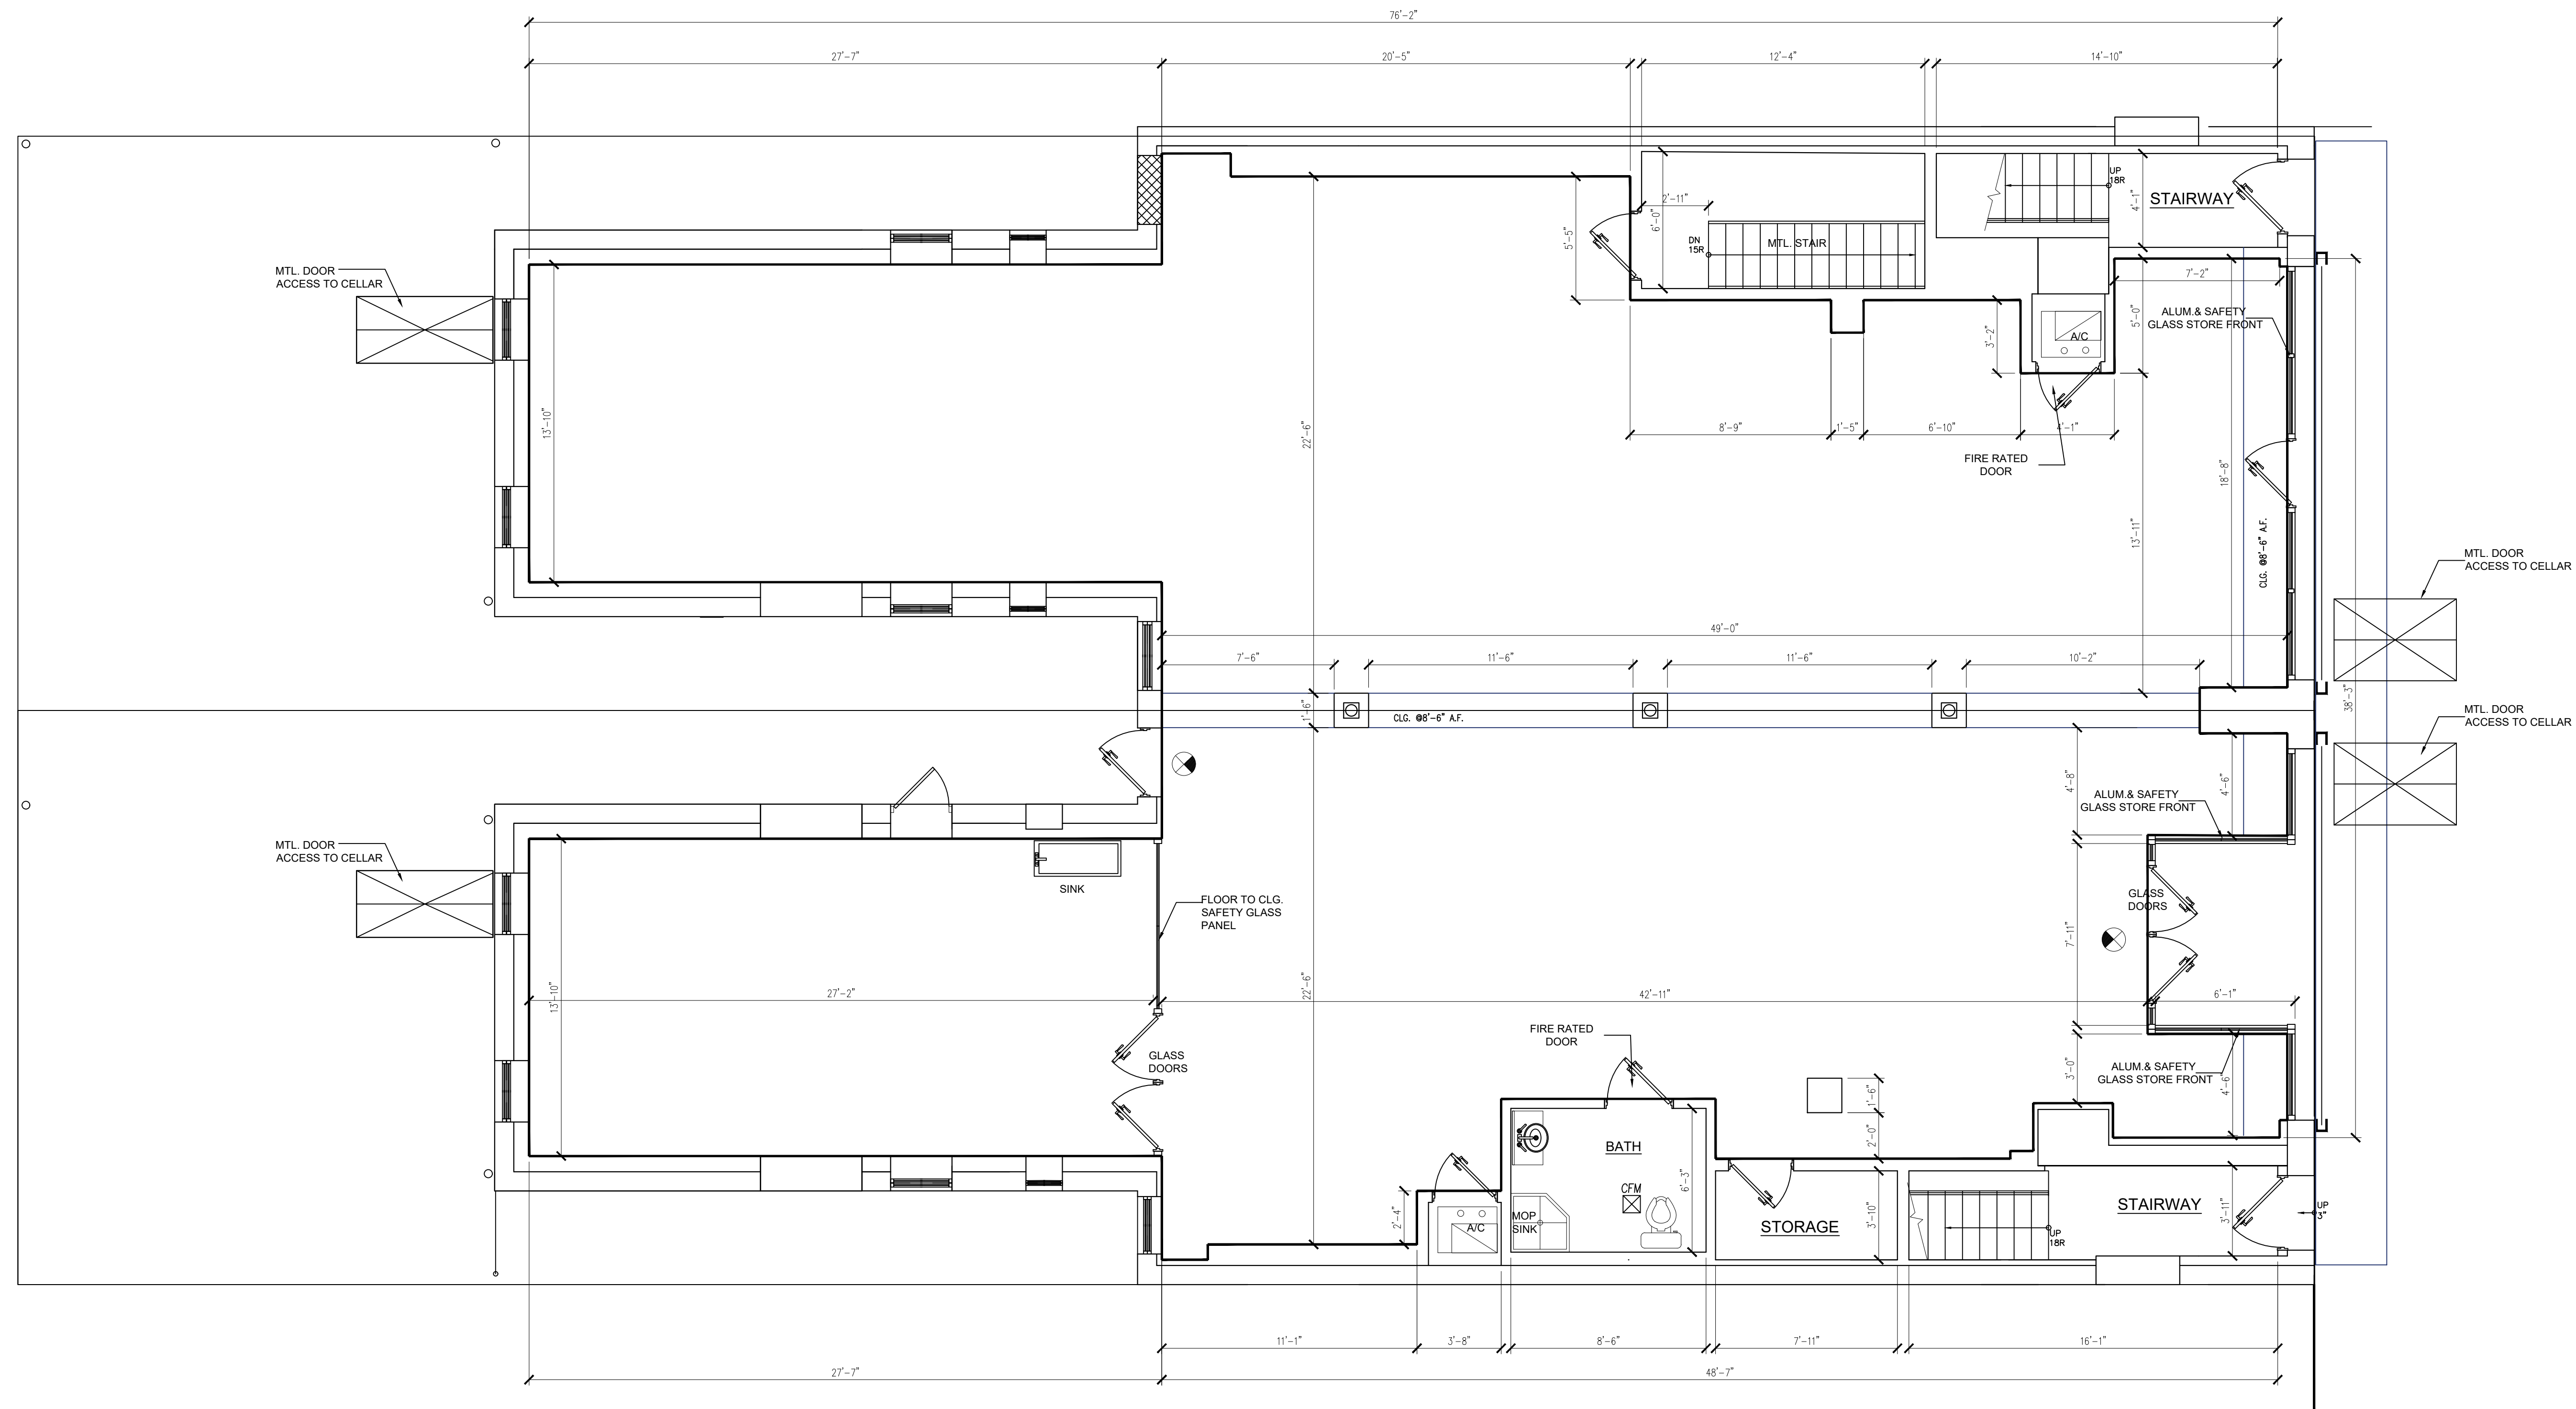 76'-2"
27'-7"
20'-5"
12'-4"
14'-10"
UP
18R
STAIRWAY
4'-1"
2'-11"
6'-0"
5'-5"
DN
15R
MTL. STAIR
MTL. DOOR
ACCESS TO CELLAR
7'-2"
5'-0"
ALUM.& SAFETY
GLASS STORE FRONT
A/C
3'-2"
13'-10"
22'-6"
8'-9"
1'-5"
6'-10"
4'-1"
FIRE RATED
DOOR
18'-8"
13'-11"
CLG. @8'-6" A.F.
MTL. DOOR
ACCESS TO CELLAR
49'-0"
7'-6"
11'-6"
11'-6"
10'-2"
38'-3"
1'-6"
CLG. @8'-6" A.F.
MTL. DOOR
ACCESS TO CELLAR
4'-8"
4'-6"
ALUM.& SAFETY
GLASS STORE FRONT
MTL. DOOR
ACCESS TO CELLAR
SINK
FLOOR TO CLG.
SAFETY GLASS
PANEL
GLASS
DOORS
7'-11"
13'-10"
27'-2"
22'-6"
42'-11"
6'-1"
FIRE RATED
DOOR
GLASS
DOORS
3'-0"
ALUM.& SAFETY
GLASS STORE FRONT
4'-6"
1'-6"
2'-0"
BATH
6'-3"
CFM
MOP
SINK
A/C
2'-4"
STORAGE
3'-10"
STAIRWAY
3'-11"
UP
3"
UP
18R
11'-1"
3'-8"
8'-6"
7'-11"
16'-1"
27'-7"
48'-7"